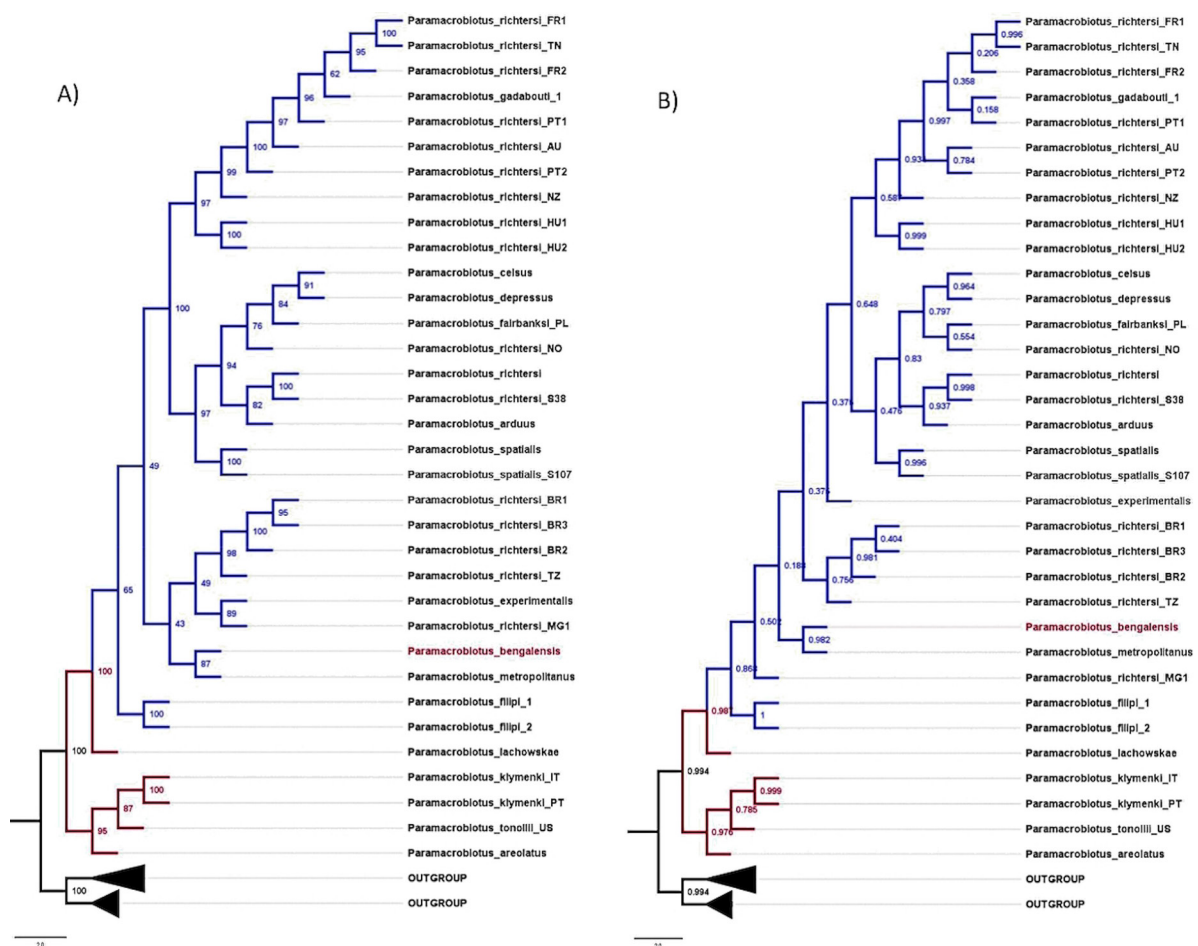 A)
Paramacrobiotus_richtersi_FR1
100
Paramacrobiotus_richtersi_TN
95
Paramacrobiotus_richtersi_FR2
62
Paramacrobiotus_gadabouti_1
96
Paramacrobiotus_richtersi_PT1
97
Paramacrobiotus_richtersi_AU
100
Paramacrobiotus_richtersi_PT2
99
Paramacrobiotus_richtersi_NZ
97
Paramacrobiotus_richtersi_HU1
100
Paramacrobiotus_richtersi_HU2
Paramacrobiotus_celsus
91
Paramacrobiotus_depressus
84
100
Paramacrobiotus_fairbanksi_PL
76
Paramacrobiotus_richtersi_NO
94
Paramacrobiotus_richtersi
100
Paramacrobiotus_richtersi_S38
82
97
Paramacrobiotus_arduus
Paramacrobiotus_spatialis
100
49
Paramacrobiotus_spatialis_S107
Paramacrobiotus_richtersi_BR1
95
Paramacrobiotus_richtersi_BR3
100
Paramacrobiotus_richtersi_BR2
98
Paramacrobiotus_richtersi_TZ
49
65
Paramacrobiotus_experimentalis
89
Paramacrobiotus_richtersi_MG1
43
Paramacrobiotus_bengalensis
87
100
Paramacrobiotus_metropolitanus
Paramacrobiotus_filipi_1
100
Paramacrobiotus_filipi_2
100
Paramacrobiotus_lachowskae
Paramacrobiotus_klymenki_IT
100
Paramacrobiotus_klymenki_PT
87
Paramacrobiotus_tonollii_US
95
Paramacrobiotus_areolatus
OUTGROUP
100
OUTGROUP
B)
Paramacrobiotus_richtersi_FR1
0.996
Paramacrobiotus_richtersi_TN
0.206
Paramacrobiotus_richtersi_FR2
0.358
Paramacrobiotus_gadabouti_1
0.158
Paramacrobiotus_richtersi_PT1
0.997
Paramacrobiotus_richtersi_AU
0.784
Paramacrobiotus_richtersi_PT2
Paramacrobiotus_richtersi_NZ
Paramacrobiotus_richtersi_HU1
0.999
Paramacrobiotus_richtersi_HU2
Paramacrobiotus_celsus
0.964
Paramacrobiotus_depressus
0.648
0.797
Paramacrobiotus_fairbanksi_PL
0.554
Paramacrobiotus_richtersi_NO
0.83
Paramacrobiotus_richtersi
0.998
Paramacrobiotus_richtersi_S38
0.937
0.476
Paramacrobiotus_arduus
Paramacrobiotus_spatialis
0.996
Paramacrobiotus_spatialis_S107
Paramacrobiotus_experimentalis
Paramacrobiotus_richtersi_BR1
0.404
Paramacrobiotus_richtersi_BR3
0.981
Paramacrobiotus_richtersi_BR2
0.756
Paramacrobiotus_richtersi_TZ
Paramacrobiotus_bengalensis
0.982
Paramacrobiotus_metropolitanus
Paramacrobiotus_richtersi_MG1
Paramacrobiotus_filipi_1
1
Paramacrobiotus_filipi_2
Paramacrobiotus_lachowskae
0.994
Paramacrobiotus_klymenki_IT
0.999
Paramacrobiotus_klymenki_PT
0.785
Paramacrobiotus_tonollii_US
0.976
Paramacrobiotus_areolatus
OUTGROUP
0.994
OUTGROUP